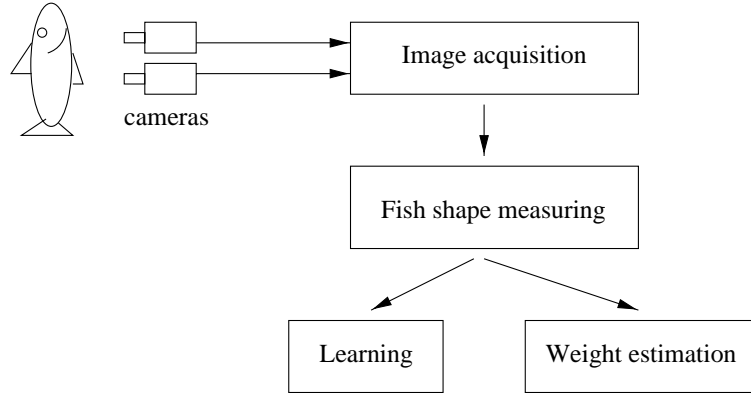 Image acquisition
cameras
Fish shape measuring
Learning
Weight estimation